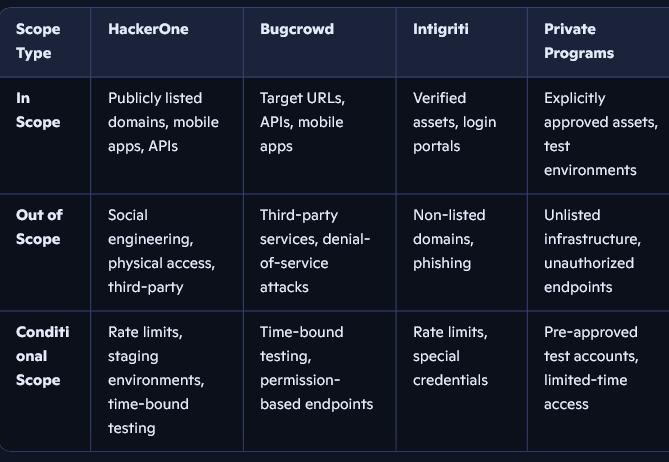 Scope
Type
HackerOne
Bugcrowd
Intigriti
Private
Programs
In
Scope
Publicly listed
domains, mobile
apps, APIs
Target URLs,
APIs, mobile
apps
Verified
assets, login
portals
Explicitly
approved assets,
test
environments
Out of
Scope
Social
engineering,
physical access,
third-party
Third-party
services, denial-
of-service
attacks
Non-listed
domains,
phishing
Unlisted
infrastructure,
unauthorized
endpoints
Conditi
onal
Scope
Rate limits,
staging
environments,
time-bound
testing
Time-bound
testing,
permission-
based endpoints
Rate limits,
special
credentials
Pre-approved
test accounts,
limited-time
access